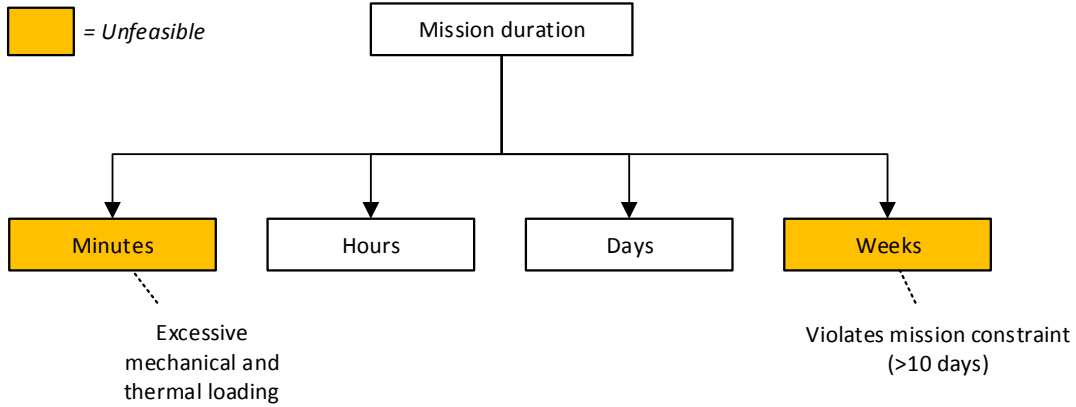 = Unfeasible
Mission duration
Minutes
Hours
Days
Weeks
Excessive
mechanical and
thermal loading
Violates mission constraint
(>10 days)